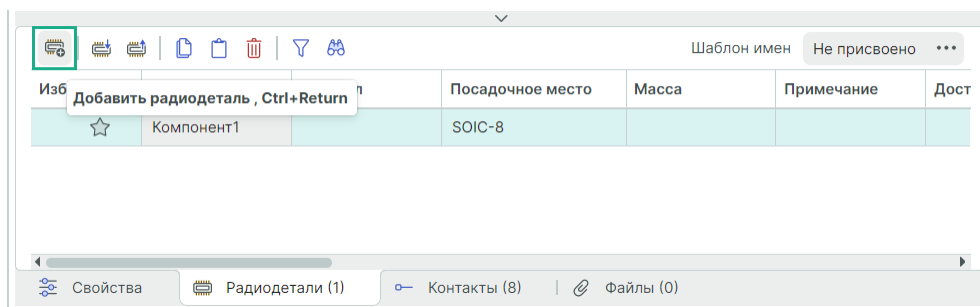 Шаблон имен Не присвоено
Изб Посадочное место Масса Примечание Дост
Добавить радиодеталь , Ctrl+Return
Компонент1 SOIC-8
Свойства Радиодетали (1) Контакты (8) Файлы (0)